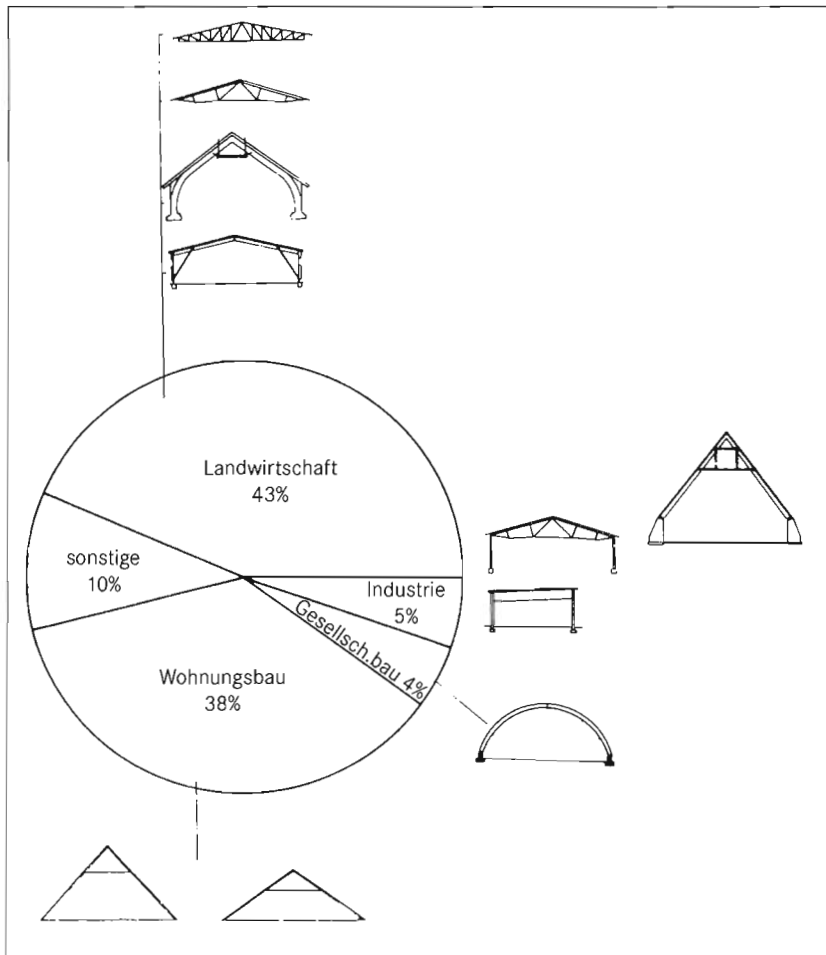 Landwirtschaft
43%
sonstige
10%
Industrie
5%
Gesellsch.bau 4%
Wohnungsbau
38%